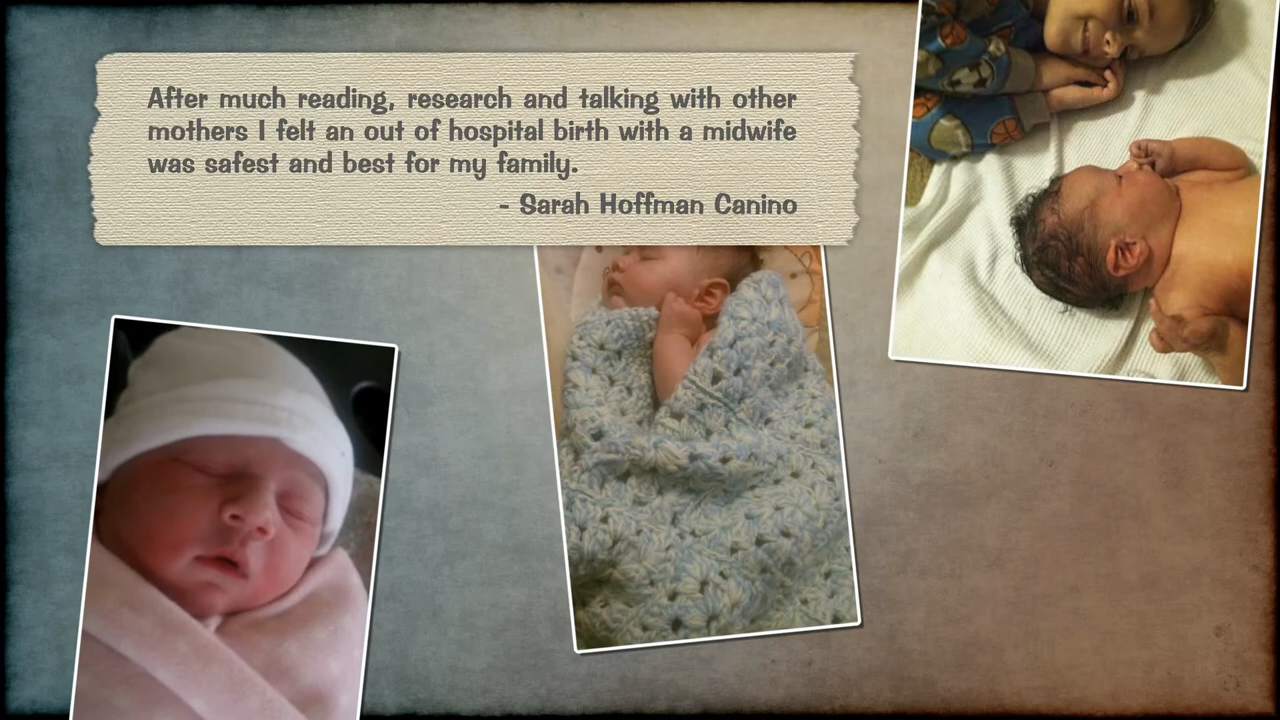 After much reading, research and talking with other
mothers I felt an out of hospital birth with a midwife
was safest and best for my family.
- Sarah Hoffman Canino